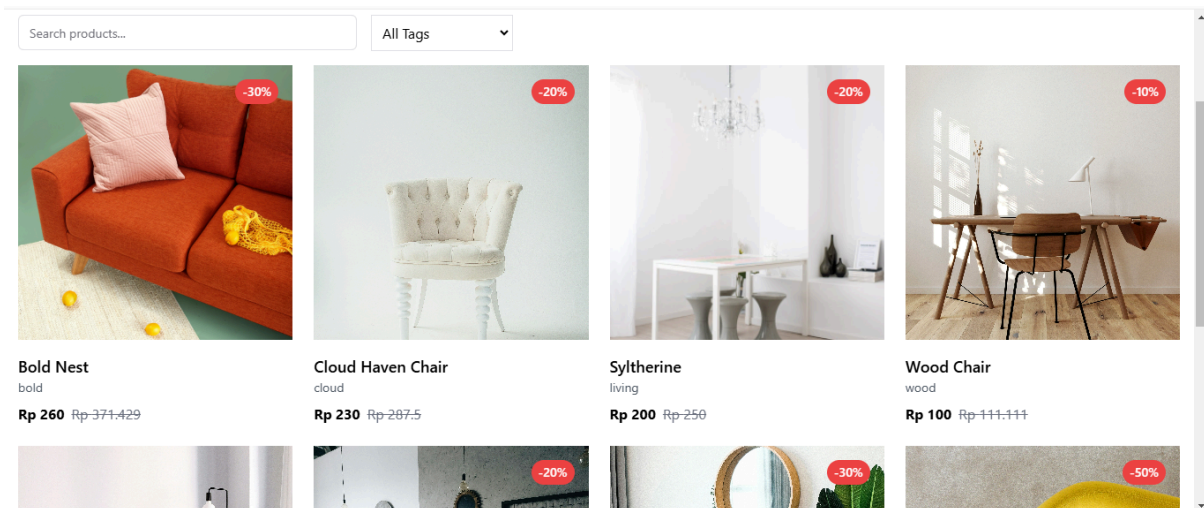 Search products...
All Tags
-30%
-20%
-20%
-10%
Bold Nest
bold
Rp 260 Rp 371.429
Cloud Haven Chair
cloud
Rp 230 Rp 287.5
Syltherine
living
Rp 200 Rp 250
Wood Chair
wood
Rp 100 Rp 111.111
-20%
-30%
-50%